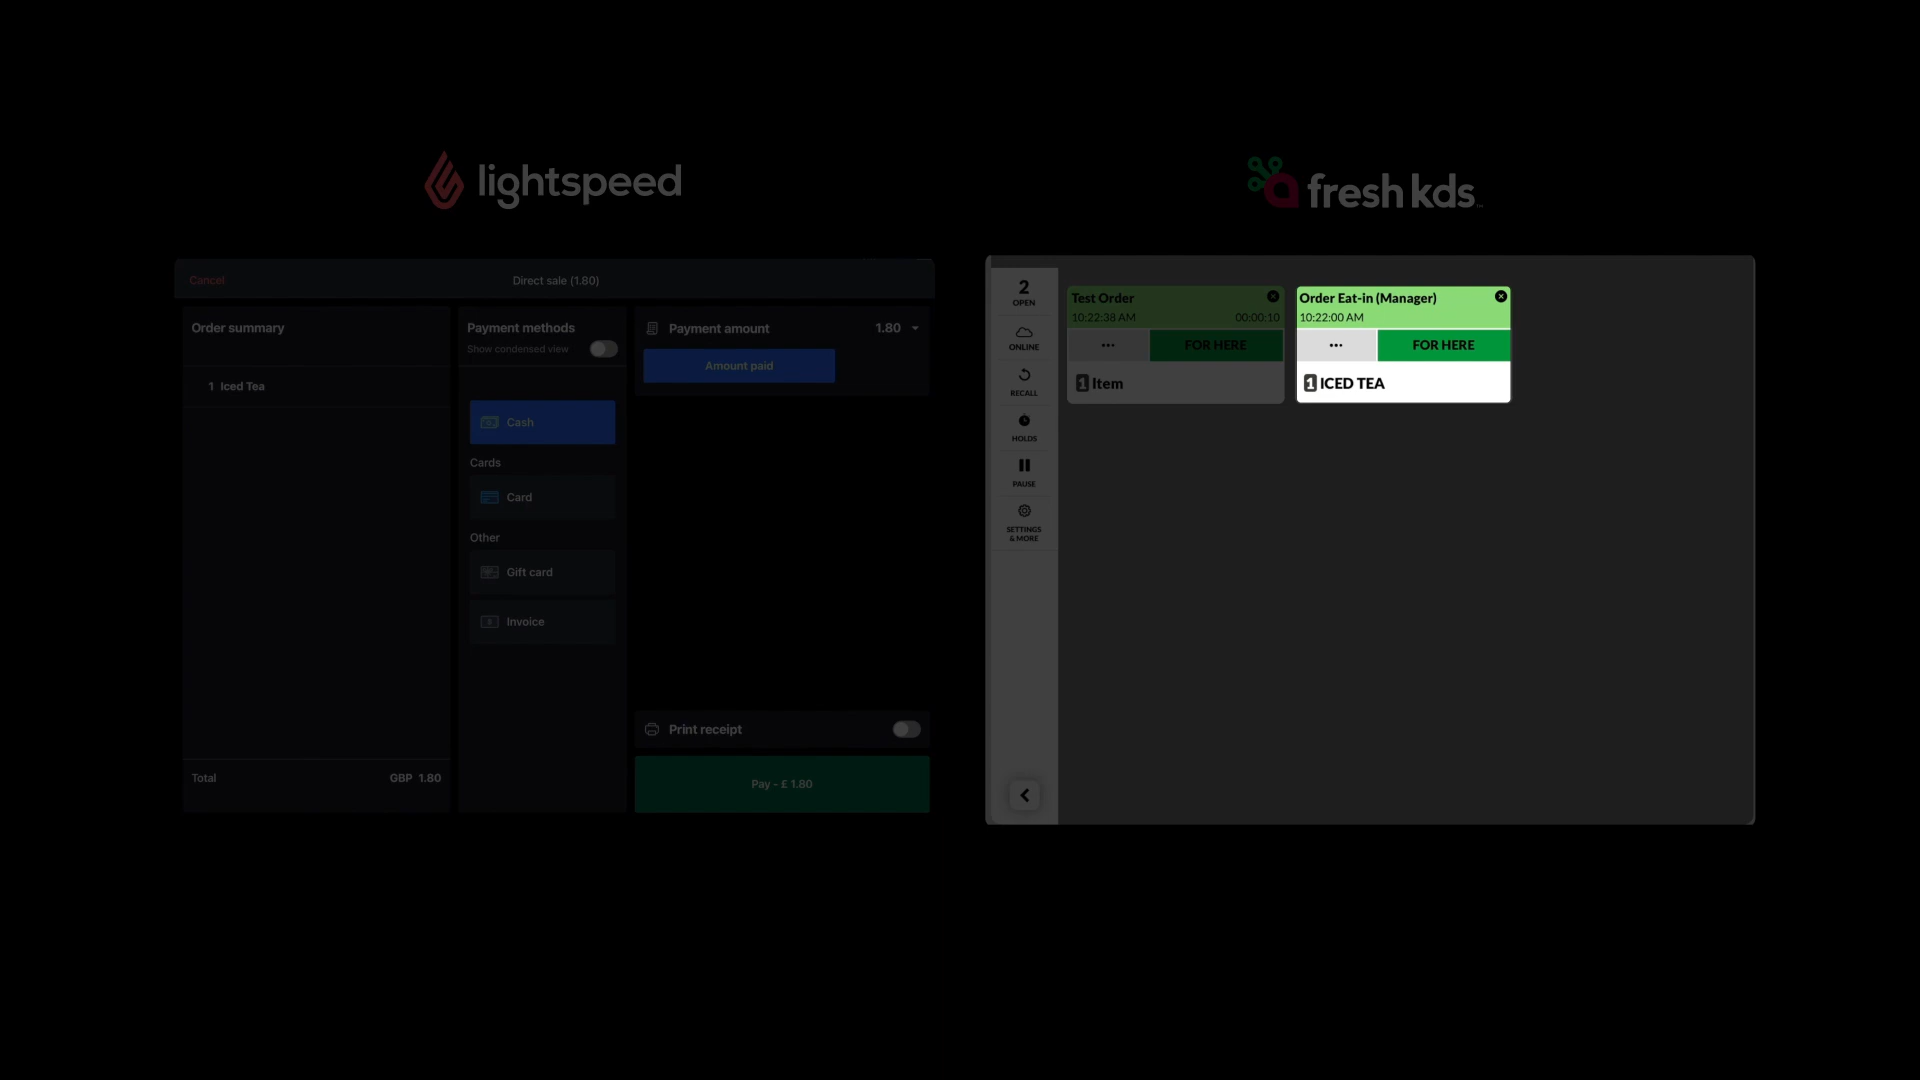 lightspeed
fresh kds
Cancel
Direct sale (1.80)
Order summary
1 Iced Tea
Total
GBP 1.80
Payment methods
Show condensed view
Cash
Cards
Card
Other
Gift card
Invoice
Payment amount
1.80
Amount paid
Print receipt
Pay - £ 1.80
2
OPEN
ONLINE
RECALL
HOLDS
PAUSE
SETTINGS
& MORE
Test Order
10:22:38 AM 00:00:10
••• FOR HERE
1 Item
Order Eat-in (Manager)
10:22:00 AM
••• FOR HERE
1 ICED TEA